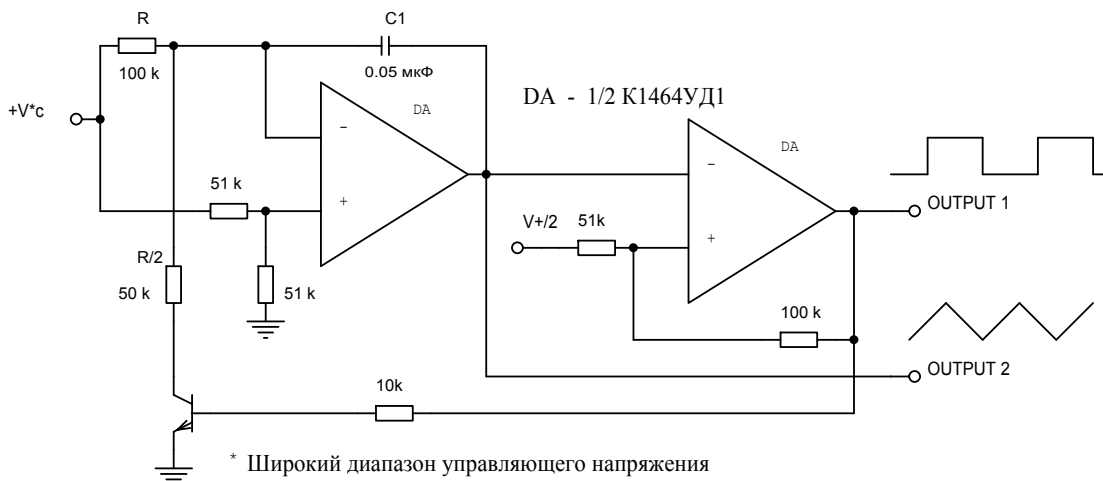 R
C1
100 k
0.05 мкФ
DA - 1/2 К1464УД1
+V*c
DA
DA
51 k
OUTPUT 1
V+/2
51k
R/2
50 k
51 k
100 k
OUTPUT 2
10k
* Широкий диапазон управляющего напряжения